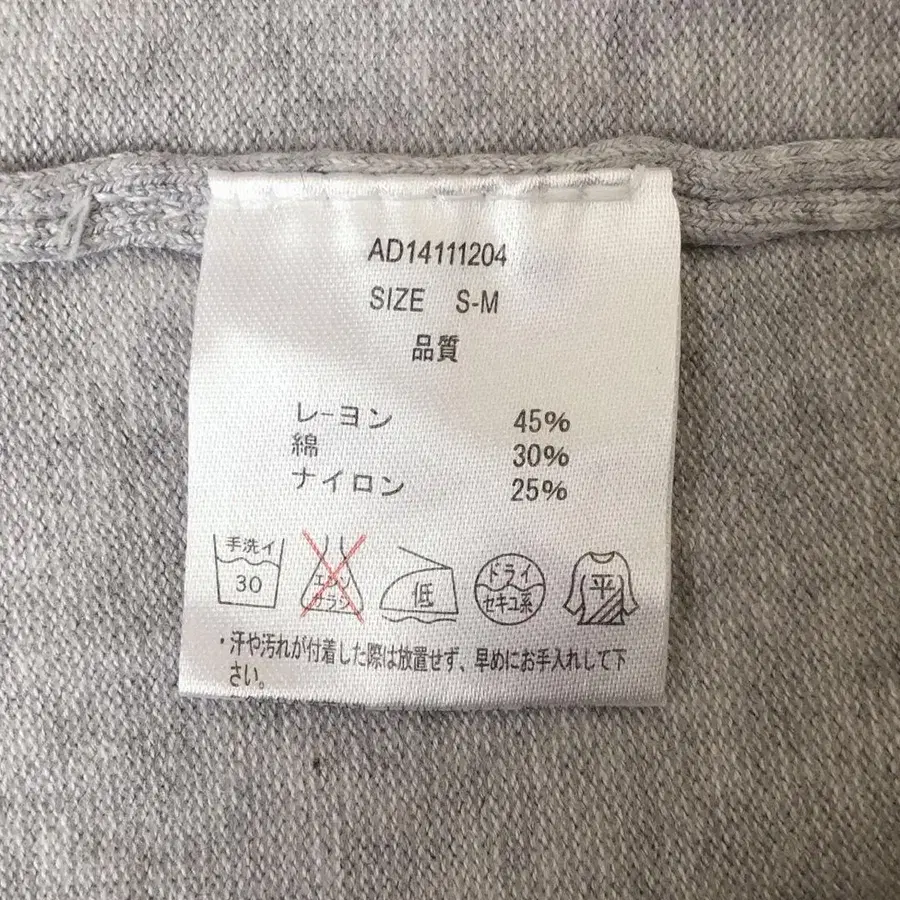 AD14111204
SIZE S-M
品質
レーヨン 45%
綿 30%
ナイロン 25%
手洗イ
30
エンソ
サラシ
低
ドライ
セキユ系
平
・汗や汚れが付着した際は放置せず、早めにお手入れして下
さい。